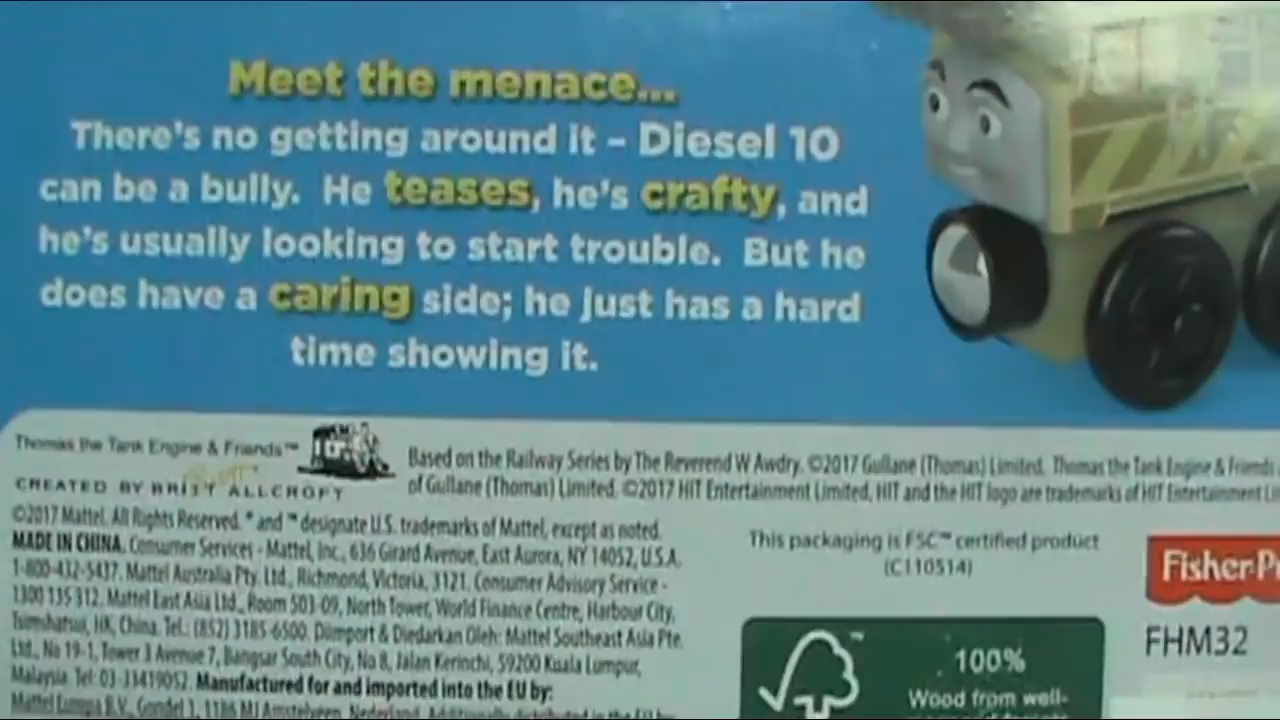 Meet the menace...
There's no getting around it – Diesel 10
can be a bully. He teases, he's crafty, and
he's usually looking to start trouble. But he
does have a caring side; he just has a hard
time showing it.
Thomas the Tank Engine & Friends™
CREATED BY BRITT ALLCROFT
Based on the Railway Series by The Reverend W Awdry. ©2017 Gullane (Thomas) Limited. Thomas the Tank Engine & Friends
of Gullane (Thomas) Limited. ©2017 HIT Entertainment Limited. HIT and the HIT logo are trademarks of HIT Entertainment
©2017 Mattel. All Rights Reserved. ® and ™ designate U.S. trademarks of Mattel, except as noted.
MADE IN CHINA. Consumer Services - Mattel, Inc., 636 Girard Avenue, East Aurora, NY 14052, U.S.A.
1-800-432-5437. Mattel Australia Pty. Ltd., Richmond, Victoria, 3121. Consumer Advisory Service -
1300 135 312. Mattel East Asia Ltd., Room 503-09, North Tower, World Finance Centre, Harbour City,
Tsimshatsui, HK, China. Tel.: (852) 3185-6500. Diimport & Diedarkan Oleh: Mattel Southeast Asia Pte.
Ltd., No 19-1, Tower 3 Avenue 7, Bangsar South City, No 8, Jalan Kerinchi, 59200 Kuala Lumpur,
Malaysia. Tel: 03-33419052. Manufactured for and imported into the EU by:
Mattel Europa B.V., Gondel 1, 1186 MJ Amstelveen, Nederland.
This packaging is FSC™ certified product
(C110514)
100%
Wood from well-
Fisher-P
FHM32